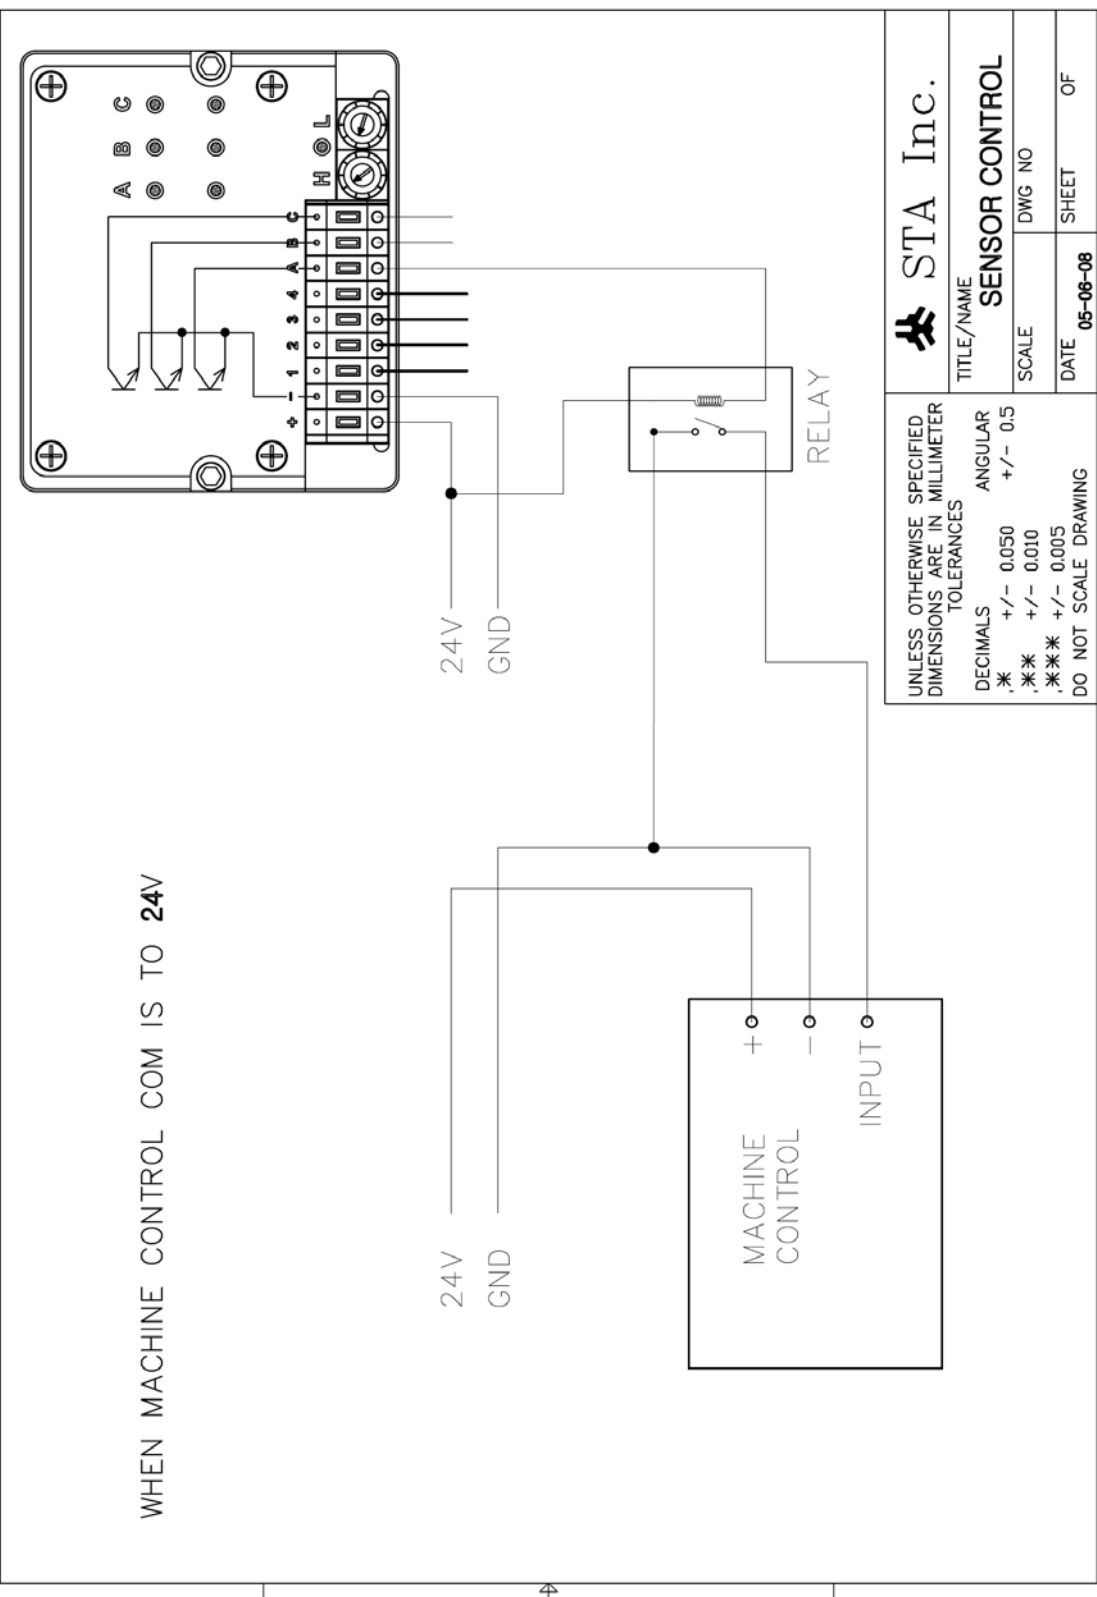 WHEN MACHINE CONTROL COM IS TO 24V
24V
GND
MACHINE
CONTROL
+
-
INPUT
24V
GND
RELAY
+ - 1 2 3 4 A B C
H L
A B C
UNLESS OTHERWISE SPECIFIED
DIMENSIONS ARE IN MILLIMETER
TOLERANCES
DECIMALS ANGULAR
.* +/- 0.050 +/- 0.5
.** +/- 0.010
.*** +/- 0.005
DO NOT SCALE DRAWING
STA Inc.
TITLE/NAME
SENSOR CONTROL
SCALE DWG NO
DATE 05-06-08 SHEET OF